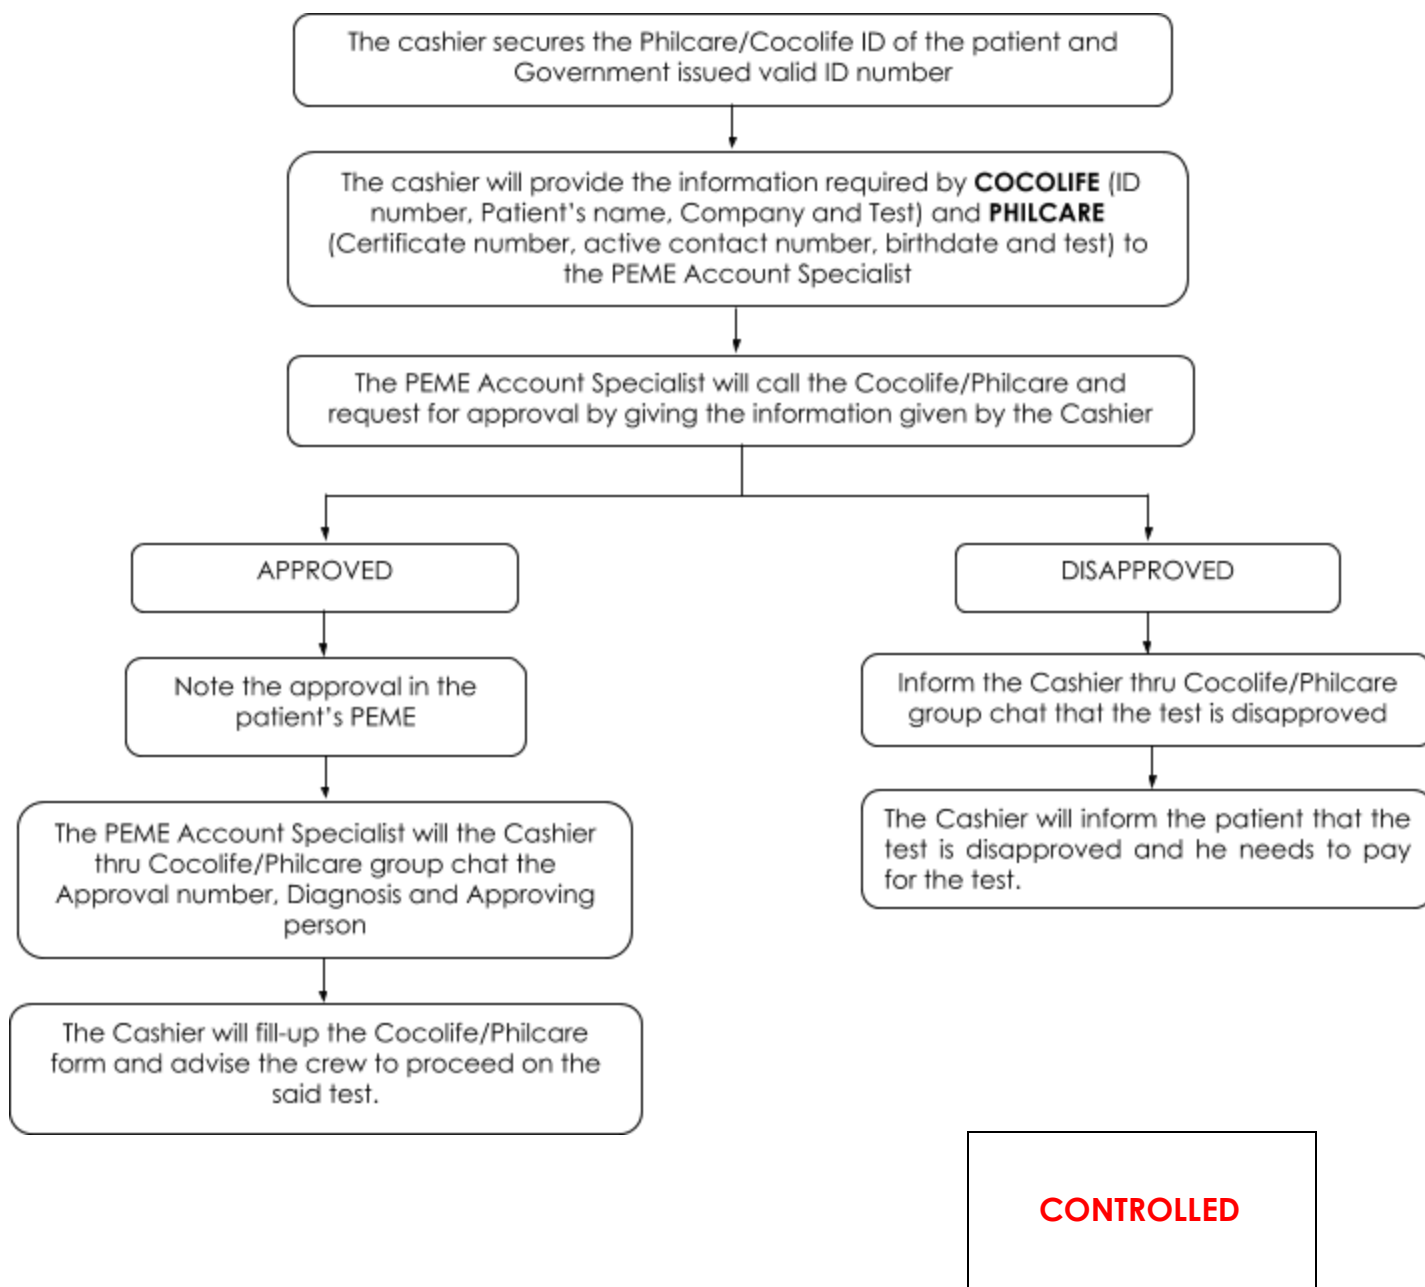 The cashier secures the Philcare/Cocolife ID of the patient and
Government issued valid ID number
The cashier will provide the information required by COCOLIFE (ID
number, Patient's name, Company and Test) and PHILCARE
(Certificate number, active contact number, birthdate and test) to
the PEME Account Specialist
The PEME Account Specialist will call the Cocolife/Philcare and
request for approval by giving the information given by the Cashier
APPROVED
Note the approval in the
patient's PEME
The PEME Account Specialist will the Cashier
thru Cocolife/Philcare group chat the
Approval number, Diagnosis and Approving
person
The Cashier will fill-up the Cocolife/Philcare
form and advise the crew to proceed on the
said test.
DISAPPROVED
Inform the Cashier thru Cocolife/Philcare
group chat that the test is disapproved
The Cashier will inform the patient that the
test is disapproved and he needs to pay
for the test.
CONTROLLED